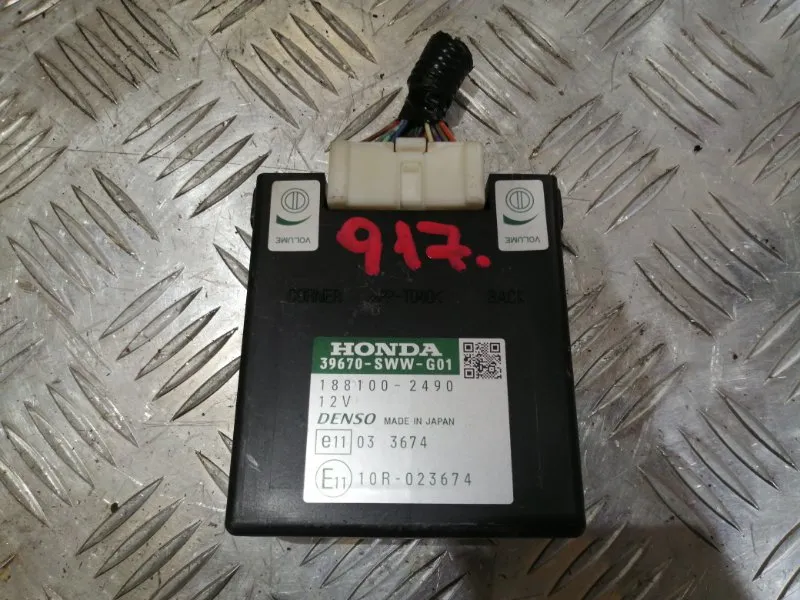 VOLUME
VOLUME
917.
CORNER
BACK
HONDA
39670-SWW-G01
188100-2490
12V
DENSO MADE IN JAPAN
e11 03 3674
E11 10R-023674